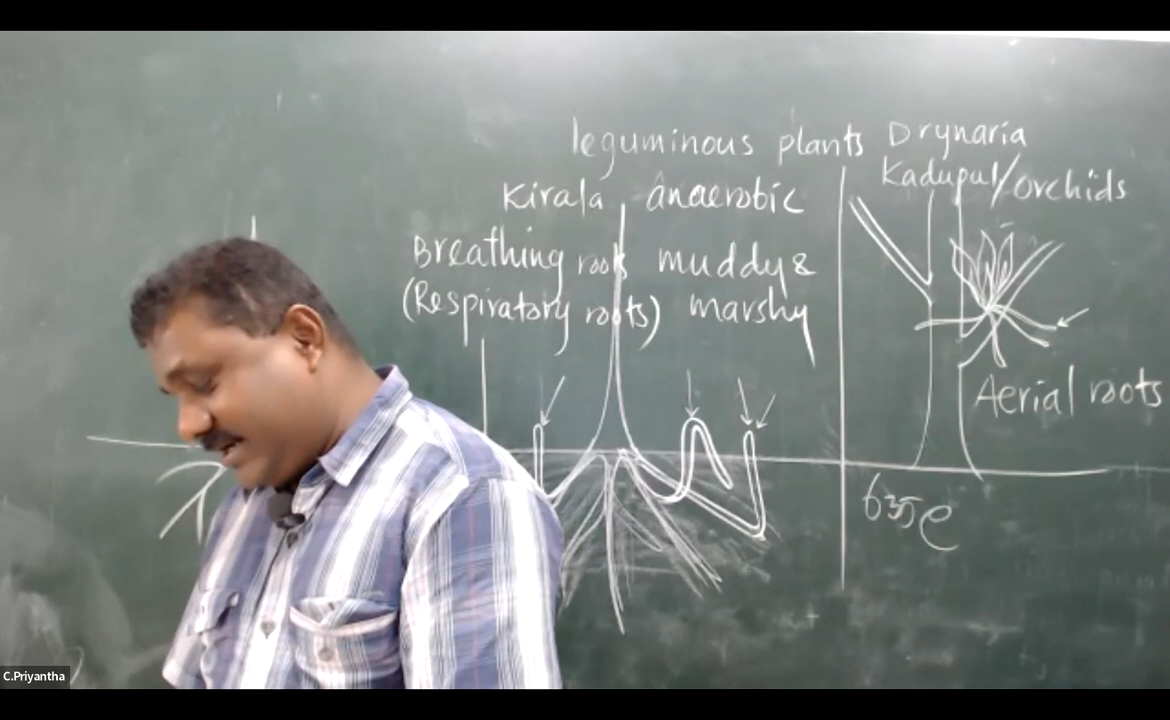 leguminous plants
Kirala anaerobic
Breathing roots muddy &
(Respiratory roots) marshy
Drynaria
Kadupul/orchids
Aerial roots
C.Priyantha